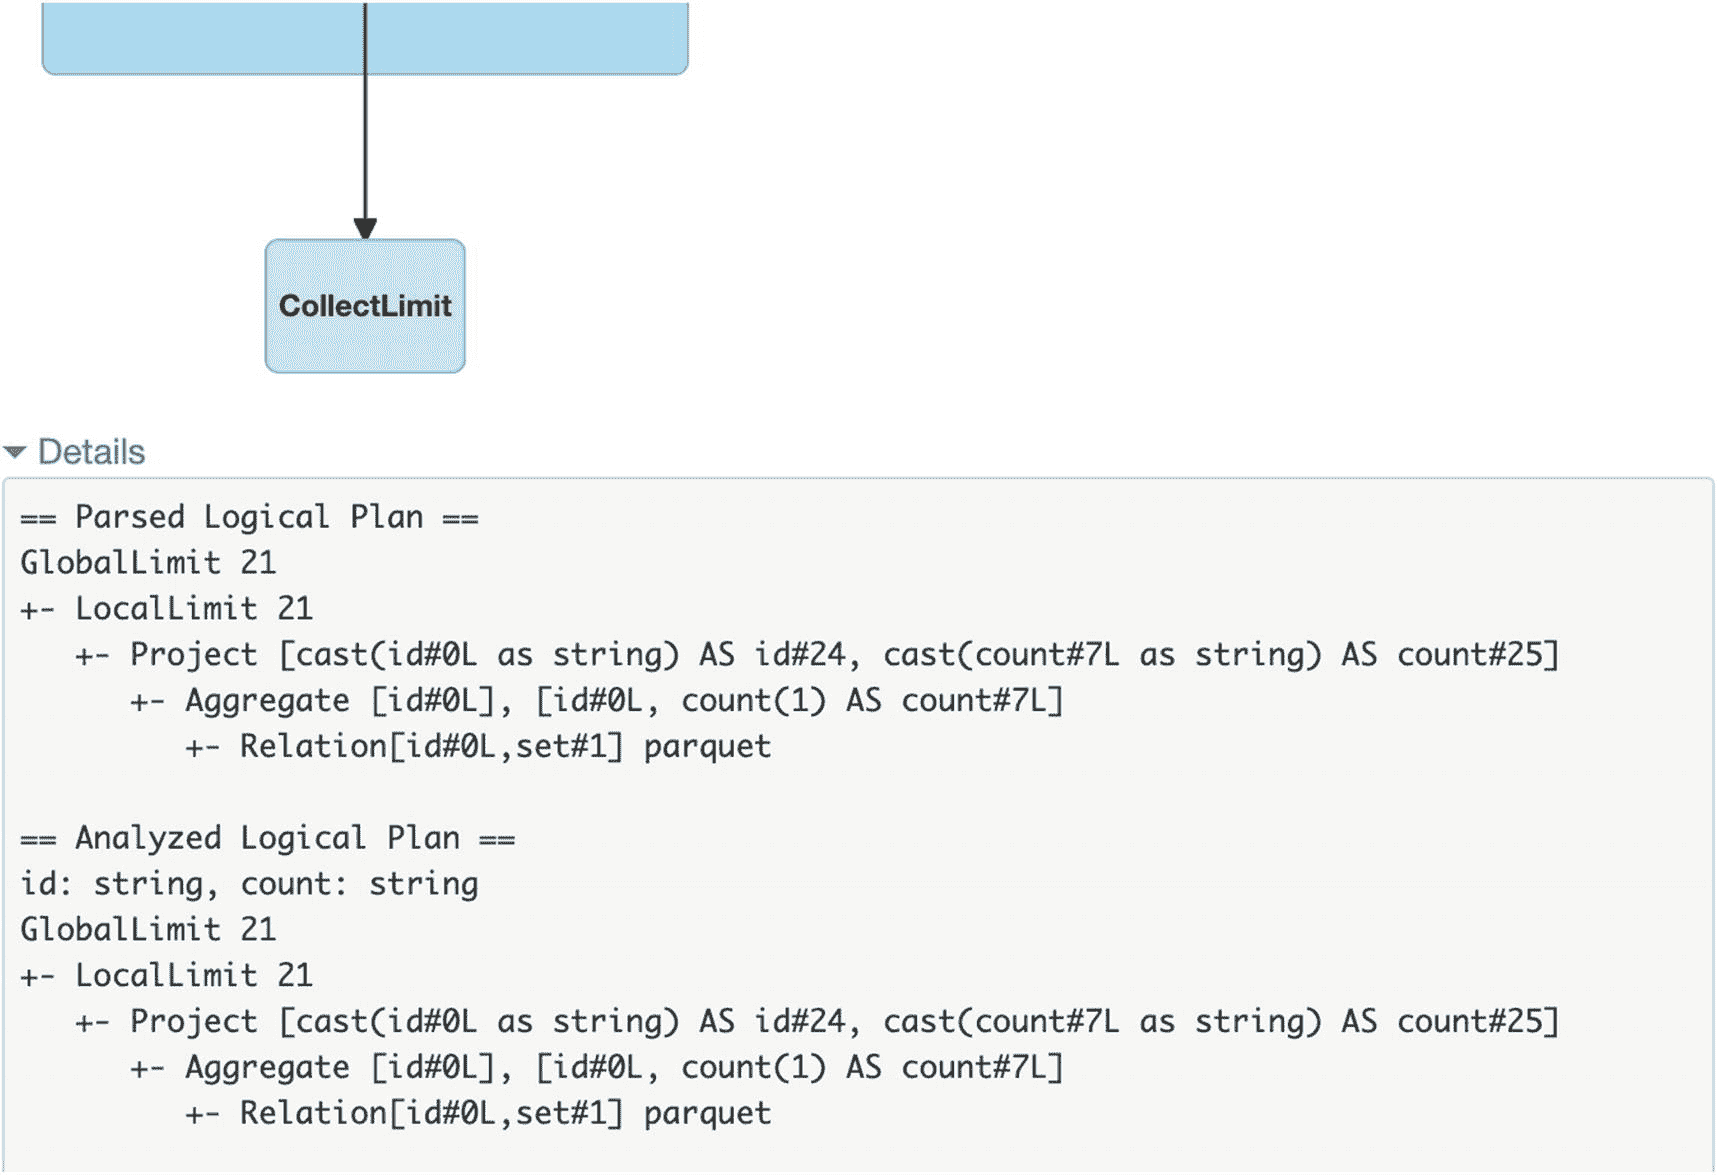 CollectLimit
Details
== Parsed Logical Plan ==
GlobalLimit 21
+- LocalLimit 21
   +- Project [cast(id#0L as string) AS id#24, cast(count#7L as string) AS count#25]
      +- Aggregate [id#0L], [id#0L, count(1) AS count#7L]
         +- Relation[id#0L,set#1] parquet

== Analyzed Logical Plan ==
id: string, count: string
GlobalLimit 21
+- LocalLimit 21
   +- Project [cast(id#0L as string) AS id#24, cast(count#7L as string) AS count#25]
      +- Aggregate [id#0L], [id#0L, count(1) AS count#7L]
         +- Relation[id#0L,set#1] parquet